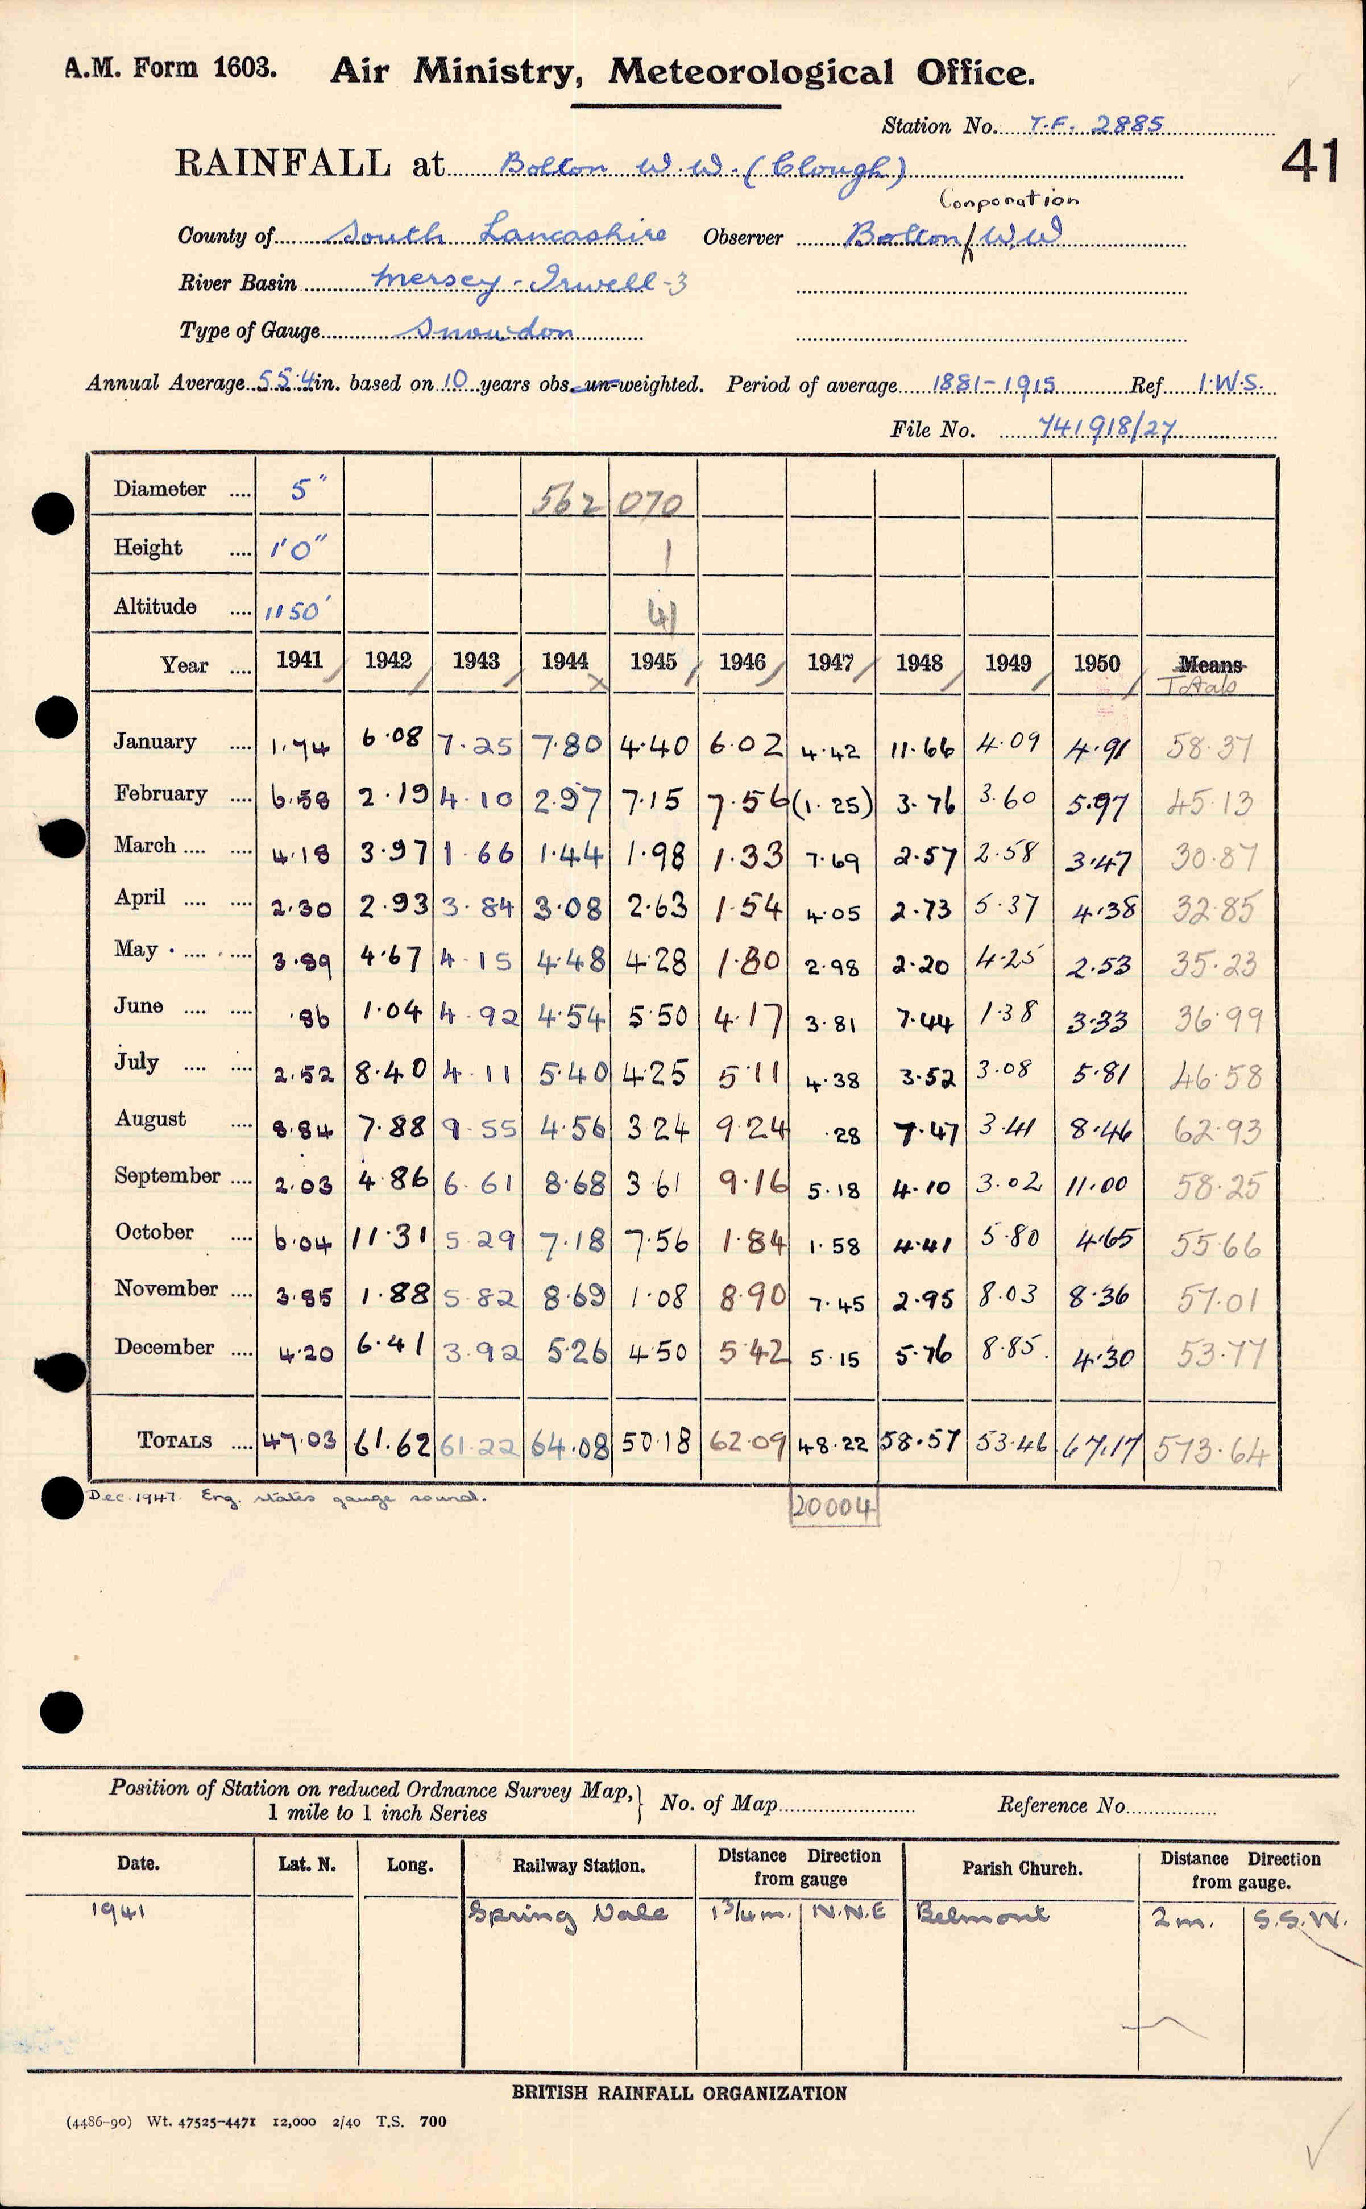 A.M. Form 1603. Air Ministry, Meteorological Office.
Station No. T.F. 2885
41
RAINFALL at Bolton W.W. (Clough)
Corporation
County of South Lancashire Observer Bolton / W.W
River Basin Mersey - Irwell - 3
Type of Gauge Snowdon
Annual Average 55.4 in. based on 10 years obs. un-weighted. Period of average 1881-1915 Ref I.W.S.
File No. 741918/27
Diameter .... 5" 562 070
Height .... 1'0" 1
Altitude .... 1150' 41
Year .... 1941 1942 1943 1944 1945 1946 1947 1948 1949 1950 Means
Totals
January .... 1.74 6.08 7.25 7.80 4.40 6.02 4.42 11.66 4.09 4.91 58.37
February .... 6.58 2.19 4.10 2.97 7.15 7.56 (1.25) 3.76 3.60 5.97 45.13
March .... .... 4.18 3.97 1.66 1.44 1.98 1.33 7.69 2.57 2.58 3.47 30.87
April .... .... 2.30 2.93 3.84 3.08 2.63 1.54 4.05 2.73 5.37 4.38 32.85
May .... .... 3.89 4.67 4.15 4.48 4.28 1.80 2.98 2.20 4.25 2.53 35.23
June .... .... .86 1.04 4.92 4.54 5.50 4.17 3.81 7.44 1.38 3.33 36.99
July .... .... 2.52 8.40 4.11 5.40 4.25 5.11 4.38 3.52 3.08 5.81 46.58
August .... 8.84 7.88 9.55 4.56 3.24 9.24 .28 7.47 3.41 8.46 62.93
September .... 2.03 4.86 6.61 8.68 3.61 9.16 5.18 4.10 3.02 11.00 58.25
October .... 6.04 11.31 5.29 7.18 7.56 1.84 1.58 4.41 5.80 4.65 55.66
November .... 3.85 1.88 5.82 8.69 1.08 8.90 7.45 2.95 8.03 8.36 57.01
December .... 4.20 6.41 3.92 5.26 4.50 5.42 5.15 5.76 8.85 4.30 53.77
TOTALS .... 47.03 61.62 61.22 64.08 50.18 62.09 48.22 58.57 53.46 67.17 573.64
Dec. 1947. Eng. states gauge sound.
20004
Position of Station on reduced Ordnance Survey Map,
1 mile to 1 inch Series
No. of Map Reference No.
Date. Lat. N. Long. Railway Station. Distance Direction from gauge Parish Church. Distance Direction from gauge.
1941 Spring Vale 1 3/4 m. N.N.E Belmont 2 m. S.S.W.
BRITISH RAINFALL ORGANIZATION
(4486-90) Wt. 47525-4471 12,000 2/40 T.S. 700